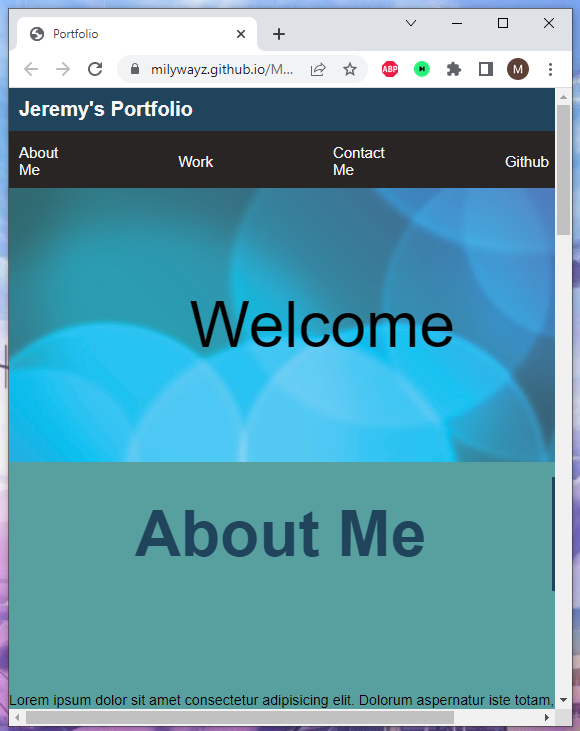 Portfolio
milywayz.github.io/M...
ABP
M
Jeremy's Portfolio
About
Me
Work
Contact
Me
Github
Welcome
About Me
Lorem ipsum dolor sit amet consectetur adipisicing elit. Dolorum aspernatur iste totam,